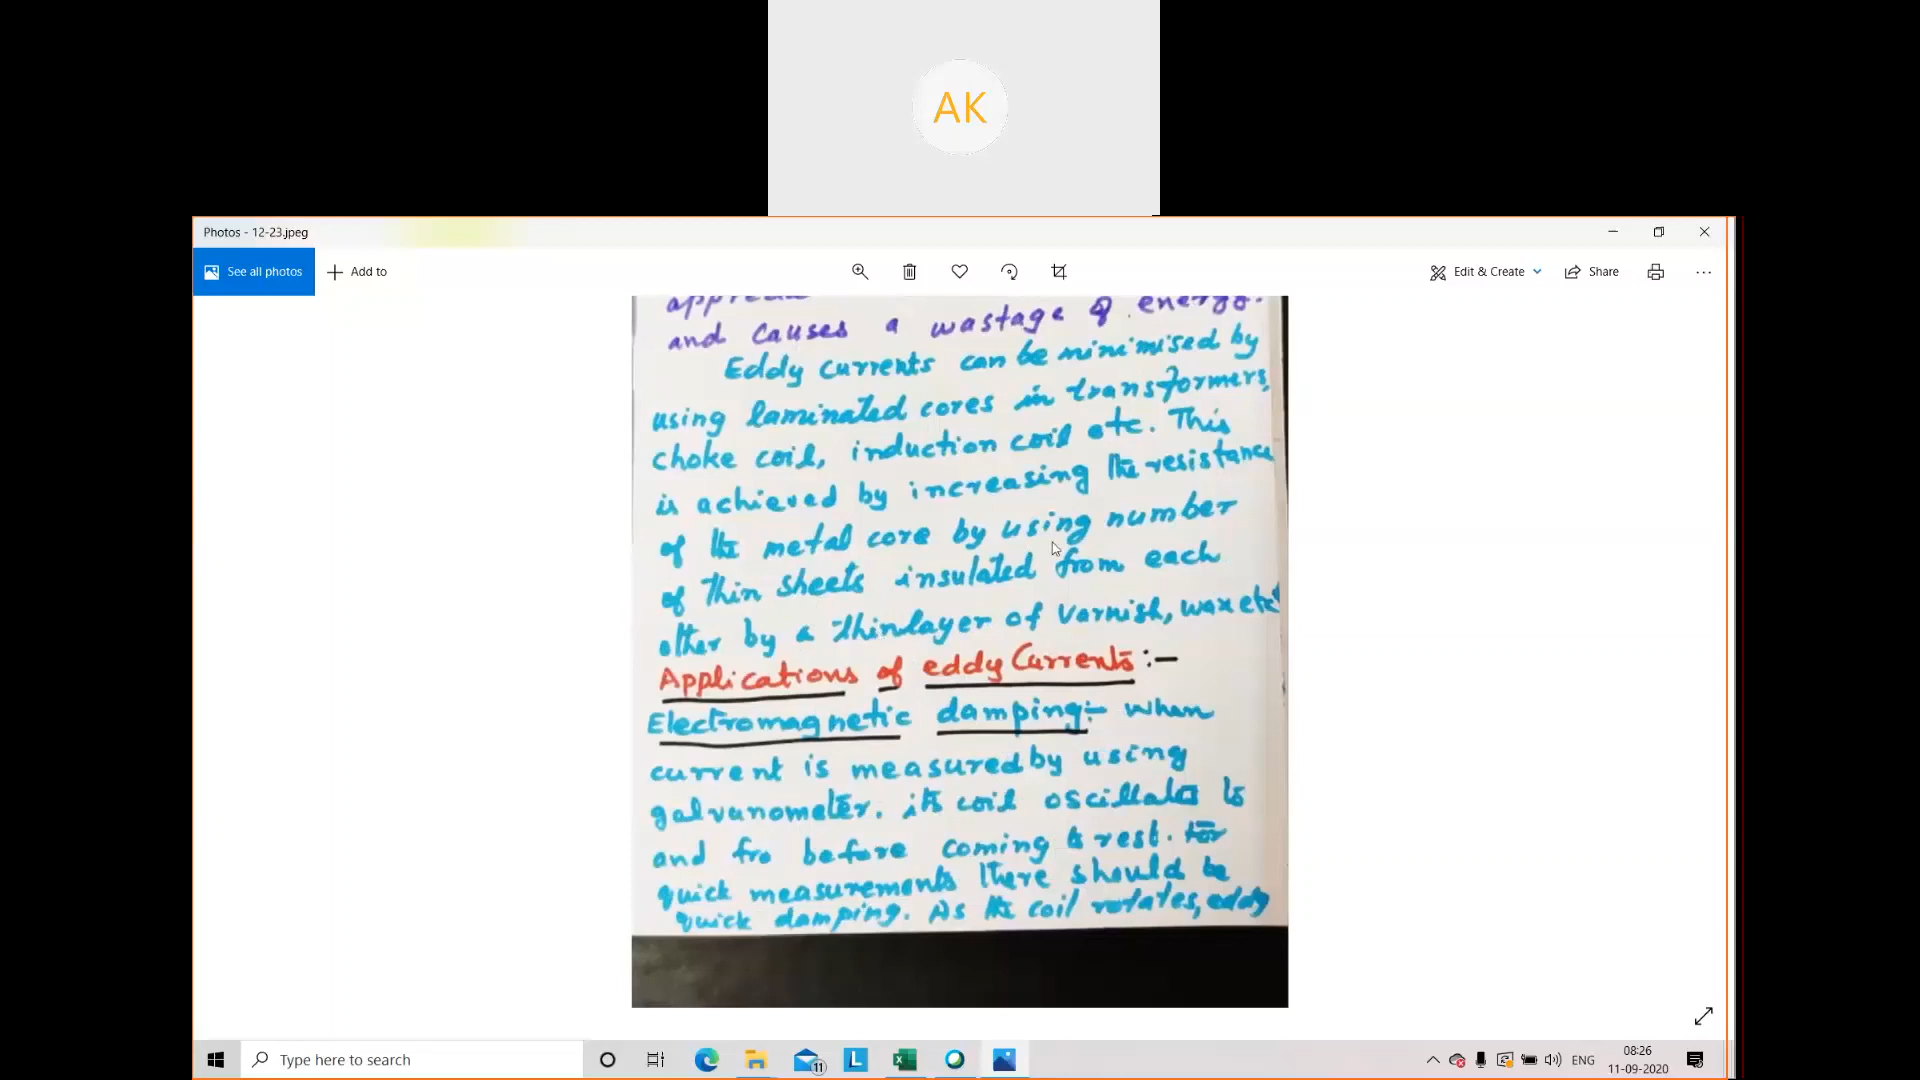 AK
Photos - 12-23.jpeg
See all photos
Add to
Edit & Create
Share
and causes a wastage of energy.
Eddy currents can be minimised by
using laminated cores in transformers,
choke coil, induction coil etc. This
is achieved by increasing the resistance
of the metal core by using number
of thin sheets insulated from each
other by a thin layer of varnish, wax etc
Applications of eddy Currents :-
Electromagnetic damping:- when
current is measured by using
galvanometer. its coil oscillates to
and fro before coming to rest. for
quick measurements there should be
quick damping. As the coil rotates, eddy
Type here to search
11
L
ENG
08:26
11-09-2020